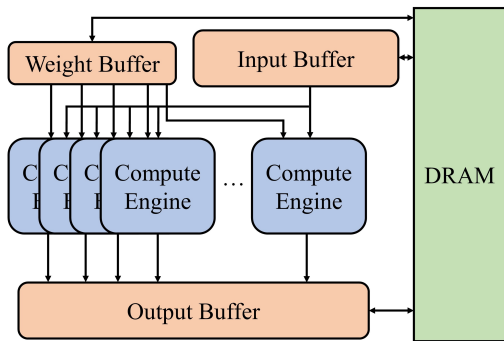 Weight Buffer
Input Buffer
DRAM
C
E
C
E
C
E
Compute
Engine
...
Compute
Engine
Output Buffer